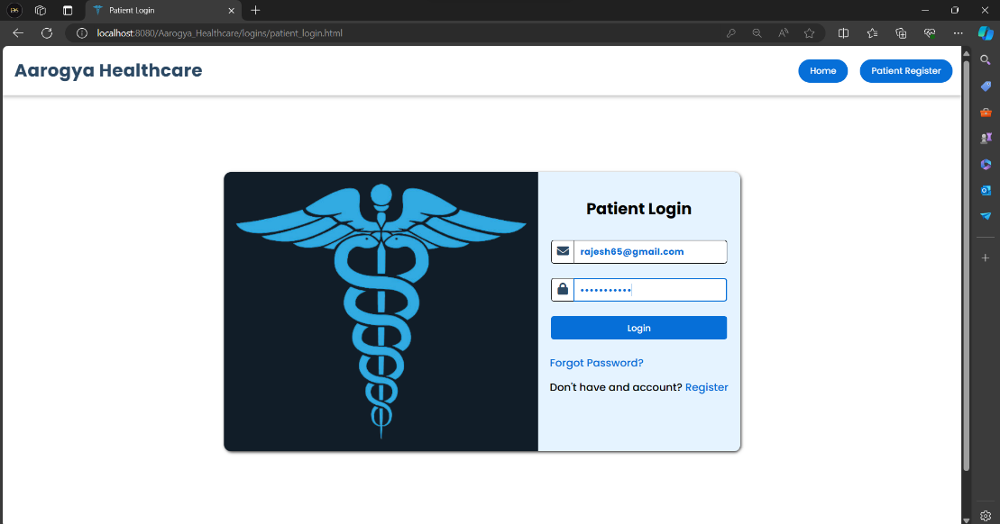 Patient Login
localhost:8080/Aarogya_Healthcare/logins/patient_login.html
Aarogya Healthcare
Home
Patient Register
Patient Login
rajesh65@gmail.com
•••••••••••
Login
Forgot Password?
Don't have and account? Register